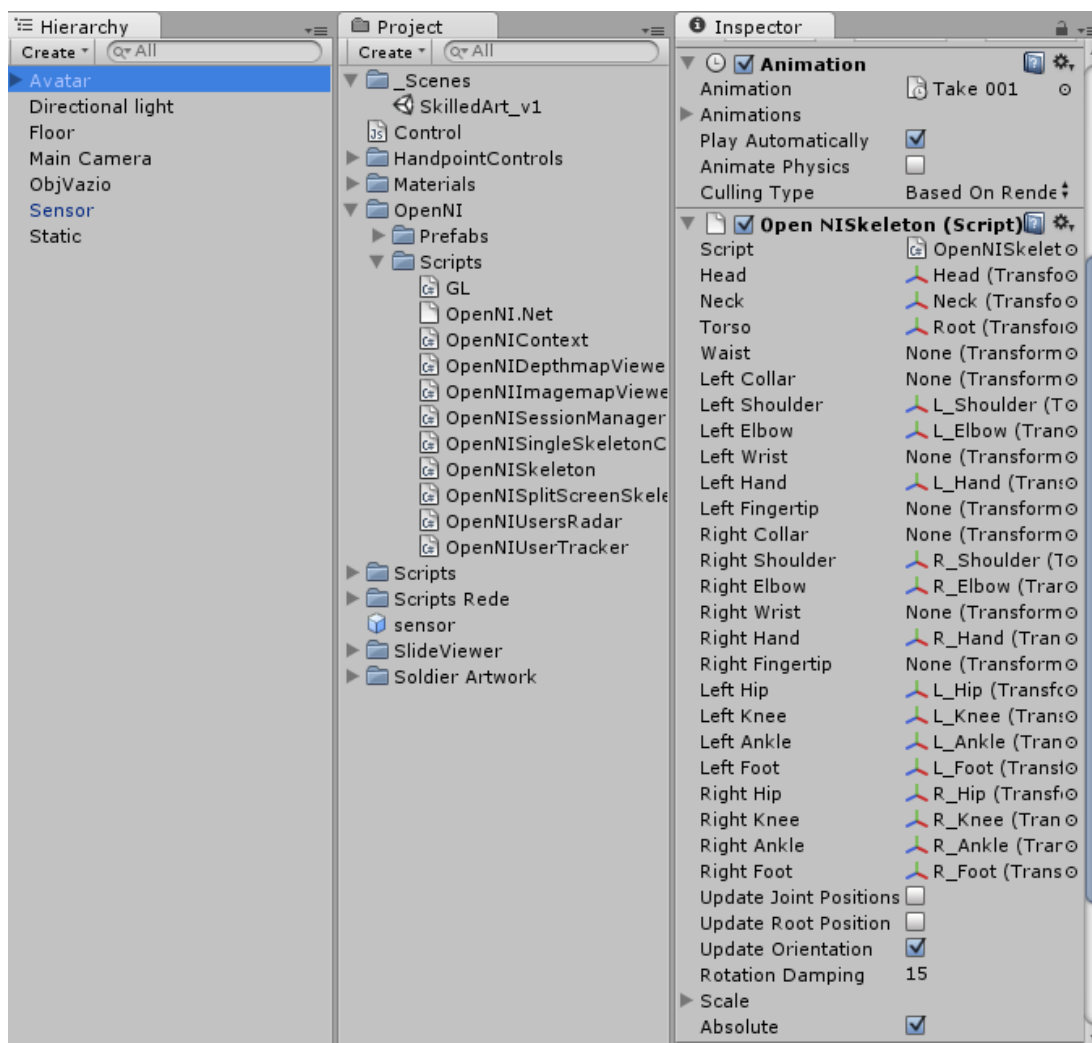 Hierarchy
Create
All
Avatar
Directional light
Floor
Main Camera
ObjVazio
Sensor
Static
Project
Create
All
_Scenes
SkilledArt_v1
Control
HandpointControls
Materials
OpenNI
Prefabs
Scripts
GL
OpenNI.Net
OpenNIContext
OpenNIDepthmapViewe
OpenNIImagemapViewe
OpenNISessionManager
OpenNISingleSkeletonC
OpenNISkeleton
OpenNISplitScreenSkele
OpenNIUsersRadar
OpenNIUserTracker
Scripts
Scripts Rede
sensor
SlideViewer
Soldier Artwork
Inspector
Animation
Animation Take 001
Animations
Play Automatically
Animate Physics
Culling Type Based On Rende
Open NISkeleton (Script)
Script OpenNISkelet
Head Head (Transfo
Neck Neck (Transfo
Torso Root (Transfor
Waist None (Transform
Left Collar None (Transform
Left Shoulder L_Shoulder (T
Left Elbow L_Elbow (Tran
Left Wrist None (Transform
Left Hand L_Hand (Trans
Left Fingertip None (Transform
Right Collar None (Transform
Right Shoulder R_Shoulder (T
Right Elbow R_Elbow (Tran
Right Wrist None (Transform
Right Hand R_Hand (Tran
Right Fingertip None (Transform
Left Hip L_Hip (Transfo
Left Knee L_Knee (Trans
Left Ankle L_Ankle (Tran
Left Foot L_Foot (Transf
Right Hip R_Hip (Transf
Right Knee R_Knee (Tran
Right Ankle R_Ankle (Tran
Right Foot R_Foot (Trans
Update Joint Positions
Update Root Position
Update Orientation
Rotation Damping 15
Scale
Absolute